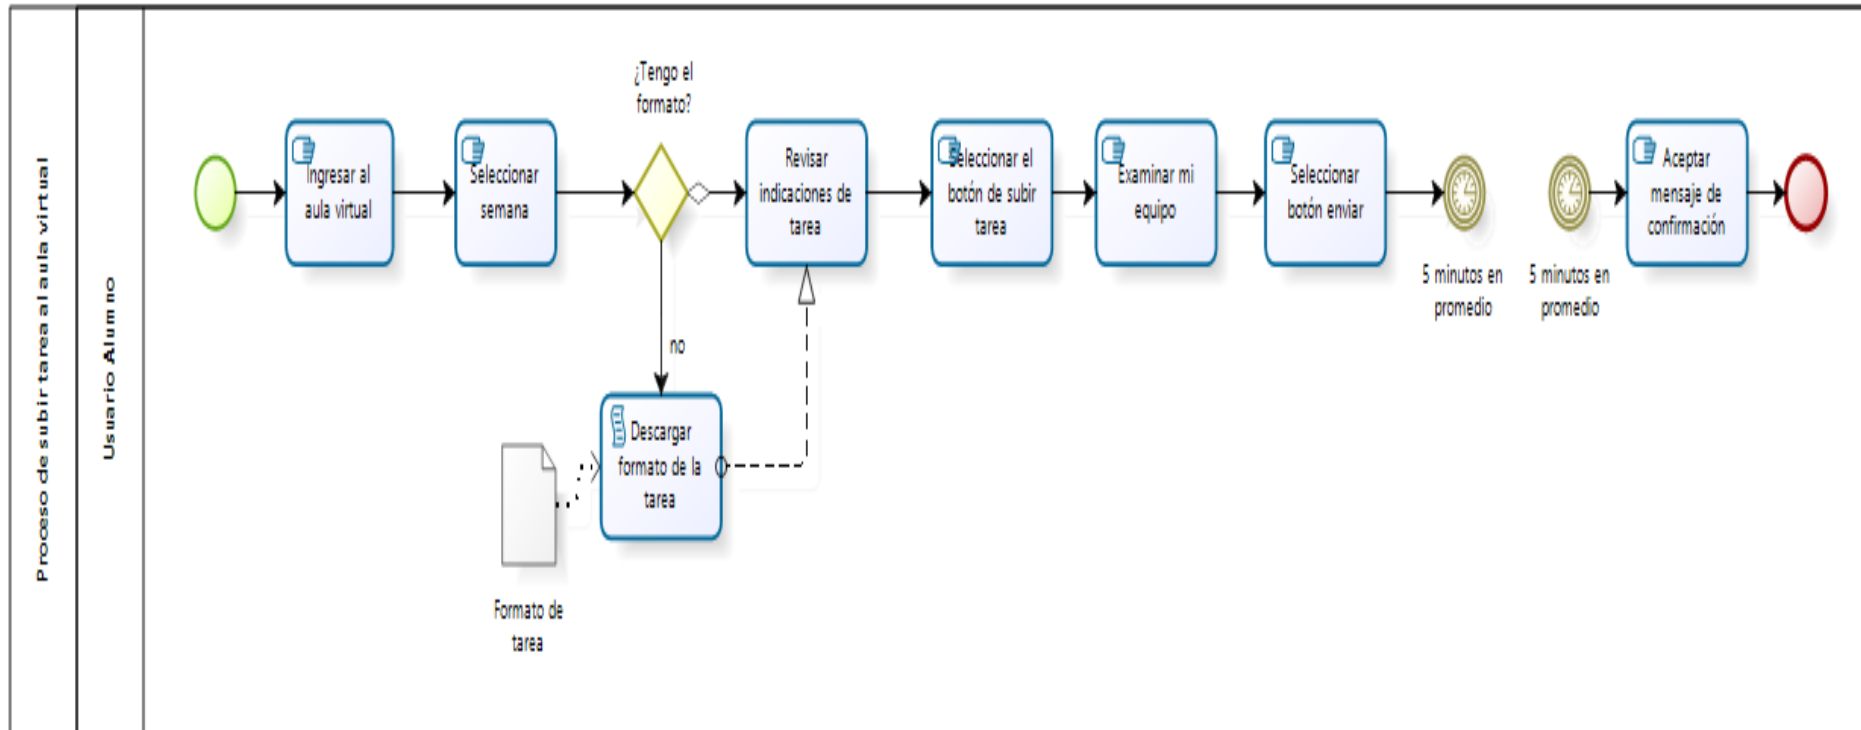 Proceso de subir tarea al aula virtual
Usuario Alumno
¿Tengo el
formato?
Ingresar al
aula virtual
Seleccionar
semana
Revisar
indicaciones de
tarea
Seleccionar el
botón de subir
tarea
Examinar mi
equipo
Seleccionar
botón enviar
5 minutos en
promedio
5 minutos en
promedio
Aceptar
mensaje de
confirmación
no
Descargar
formato de la
tarea
Formato de
tarea